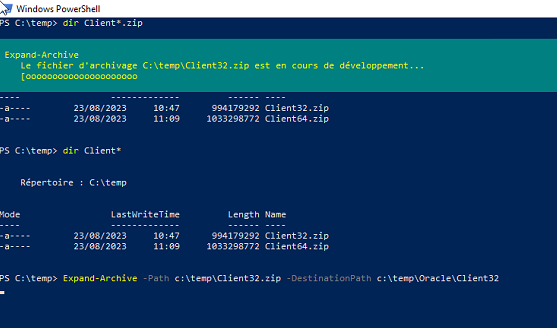 Windows PowerShell
PS C:\temp> dir Client*.zip
Expand-Archive
Le fichier d'archivage C:\temp\Client32.zip est en cours de développement...
[ooooooooooooooooooooo
---- ------------- ------ ----
-a---- 23/08/2023 10:47 994179292 Client32.zip
-a---- 23/08/2023 11:09 1033298772 Client64.zip
PS C:\temp> dir Client*
Répertoire : C:\temp
Mode LastWriteTime Length Name
---- ------------- ------ ----
-a---- 23/08/2023 10:47 994179292 Client32.zip
-a---- 23/08/2023 11:09 1033298772 Client64.zip
PS C:\temp> Expand-Archive -Path c:\temp\Client32.zip -DestinationPath c:\temp\Oracle\Client32